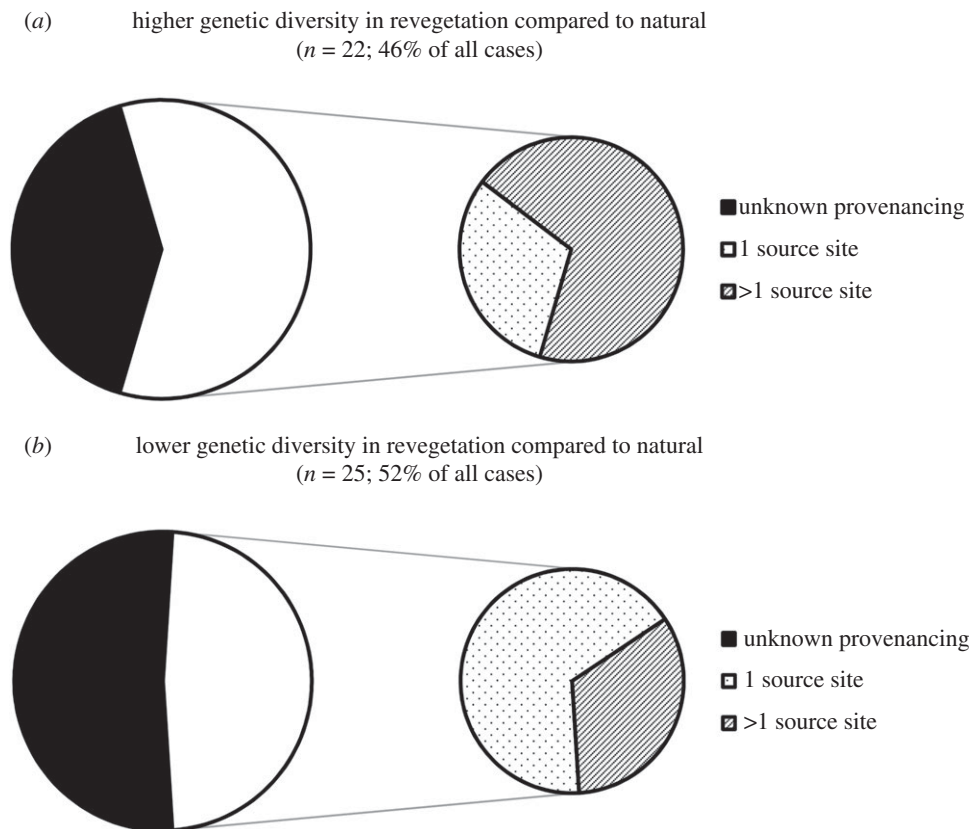 (a) higher genetic diversity in revegetation compared to natural
(n = 22; 46% of all cases)
unknown provenancing
1 source site
>1 source site
(b) lower genetic diversity in revegetation compared to natural
(n = 25; 52% of all cases)
unknown provenancing
1 source site
>1 source site